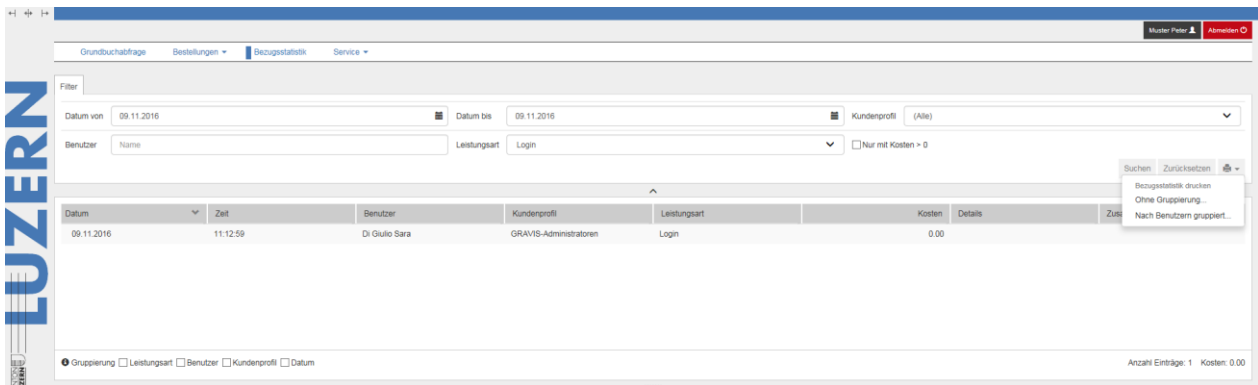 Muster Peter Abmelden
Grundbuchabfrage Bestellungen Bezugsstatistik Service
LUZERN
Filter
Datum von 09.11.2016 Datum bis 09.11.2016 Kundenprofil (Alle)
Benutzer Name Leistungsart Login Nur mit Kosten > 0
Suchen Zurücksetzen
Bezugsstatistik drucken
Ohne Gruppierung...
Nach Benutzern gruppiert...
Datum Zeit Benutzer Kundenprofil Leistungsart Kosten Details
09.11.2016 11:12:59 Di Giulio Sara GRAVIS-Administratoren Login 0.00
Gruppierung Leistungsart Benutzer Kundenprofil Datum
Anzahl Einträge: 1 Kosten: 0.00